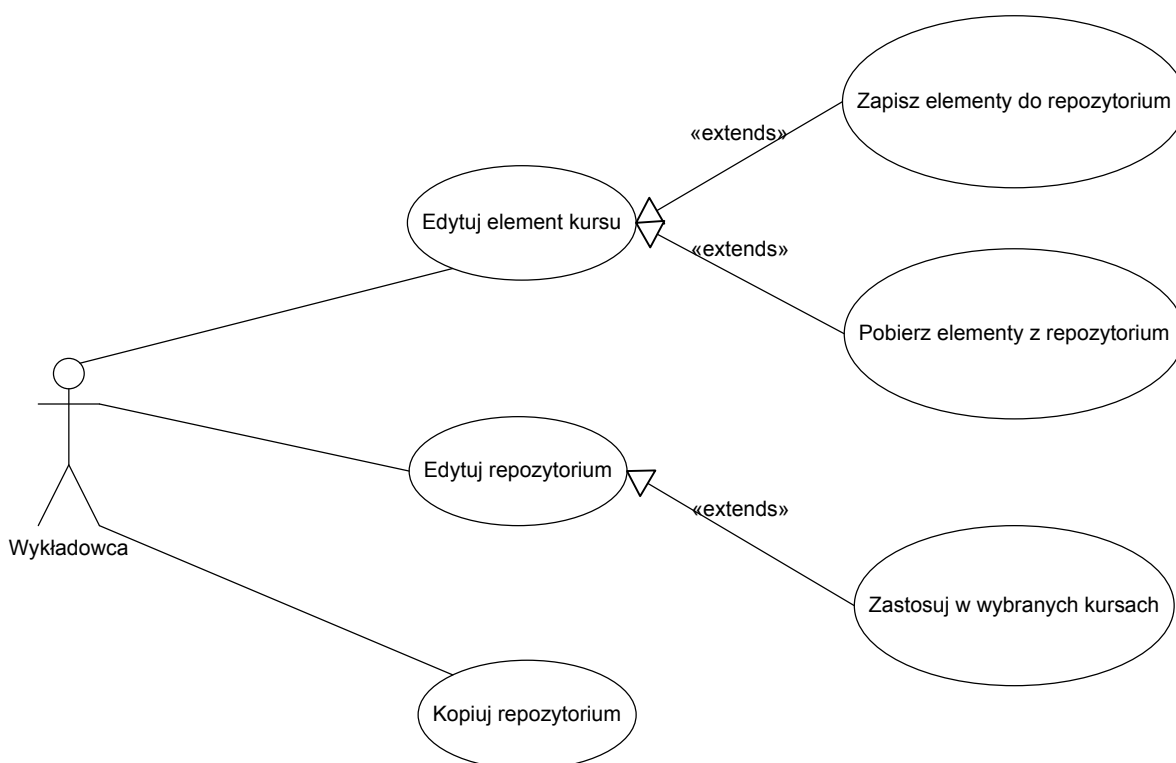 Zapisz elementy do repozytorium
«extends»
Edytuj element kursu
«extends»
Pobierz elementy z repozytorium
Edytuj repozytorium
«extends»
Wykładowca
Zastosuj w wybranych kursach
Kopiuj repozytorium